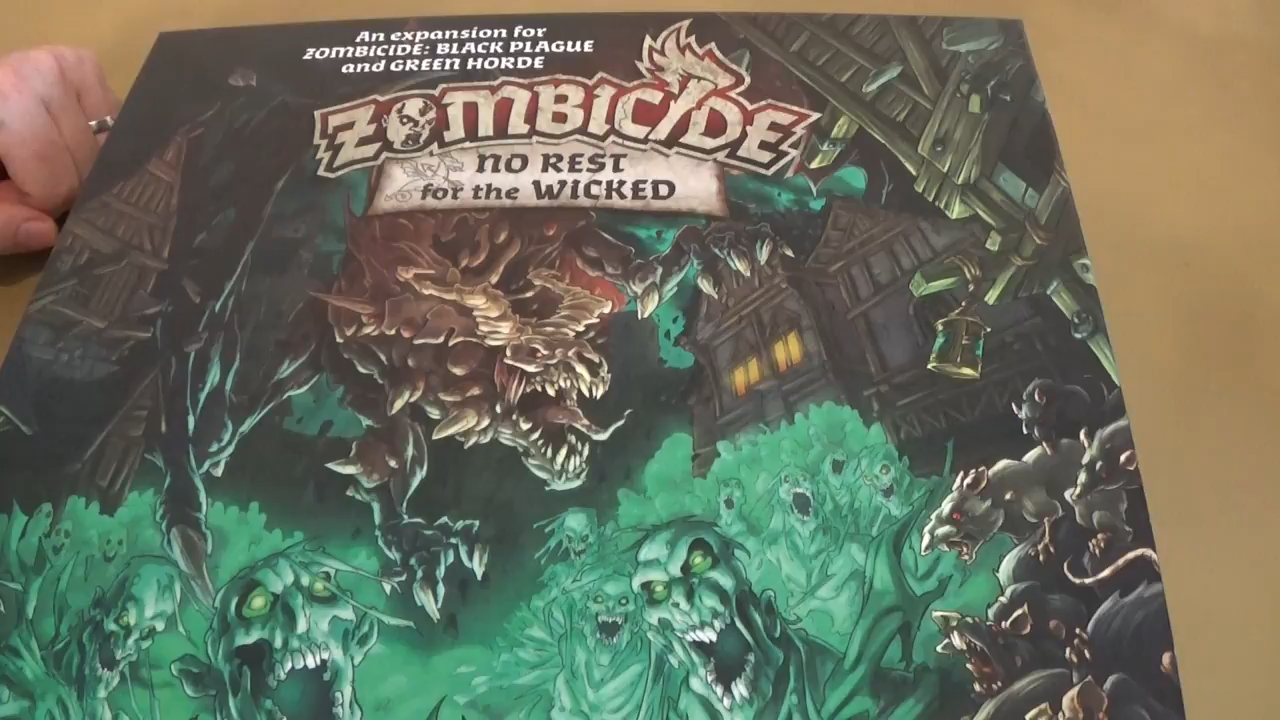 An expansion for
ZOMBICIDE: BLACK PLAGUE
and GREEN HORDE
ZOMBICIDE
NO REST
for the WICKED